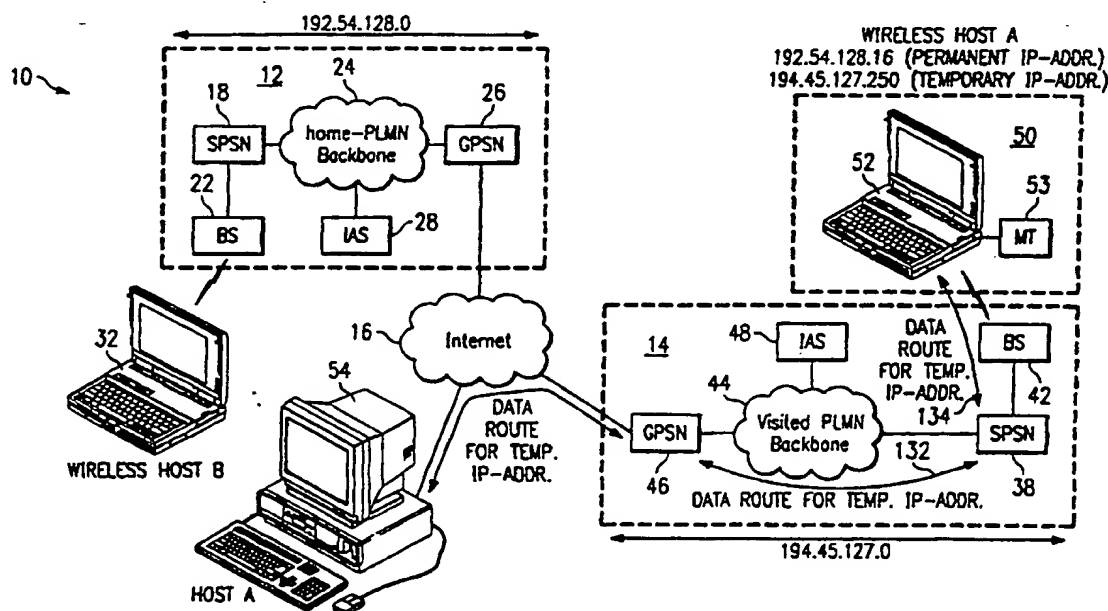 192.54.128.0
WIRELESS HOST A
192.54.128.16 (PERMANENT IP-ADDR.)
194.45.127.250 (TEMPORARY IP-ADDR.)
10
12
24
18
26
SPSN
home-PLMN
Backbone
GPSN
22
BS
IAS
28
50
52
53
MT
16
Internet
32
54
WIRELESS HOST B
DATA
ROUTE
FOR TEMP.
IP-ADDR.
HOST A
14
48
IAS
DATA
ROUTE
FOR TEMP.
IP-ADDR.
134
BS
42
44
GPSN
46
Visited PLMN
Backbone
132
SPSN
38
DATA ROUTE FOR TEMP. IP-ADDR.
194.45.127.0